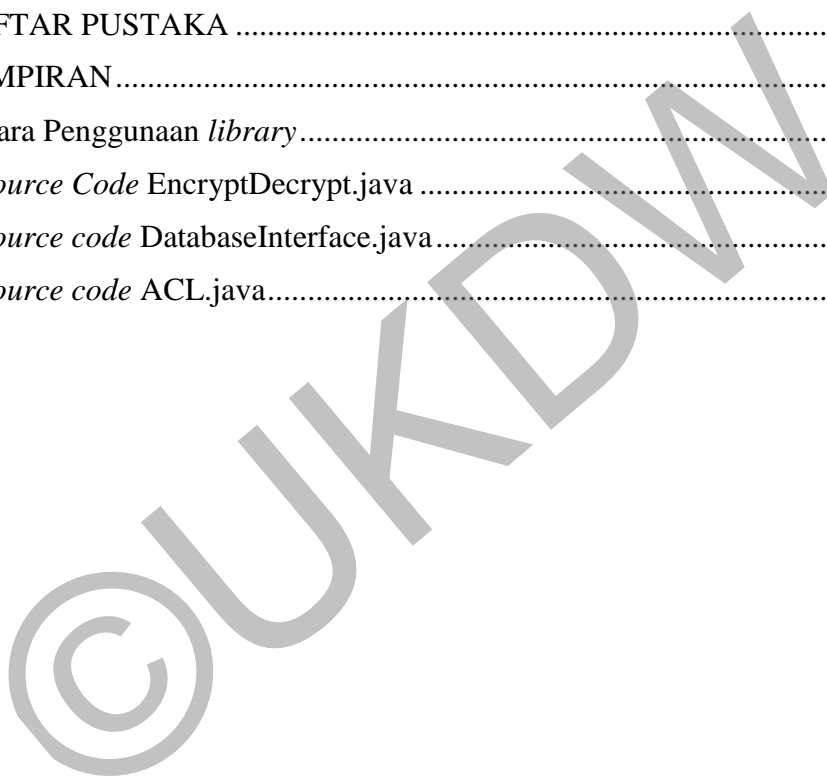 FTAR PUSTAKA ..........................................................................................
MPIRAN ..........................................................................................
ara Penggunaan library ..........................................................................................
ource Code EncryptDecrypt.java ..........................................................................................
ource code DatabaseInterface.java ..........................................................................................
ource code ACL.java ..........................................................................................
©UKDW